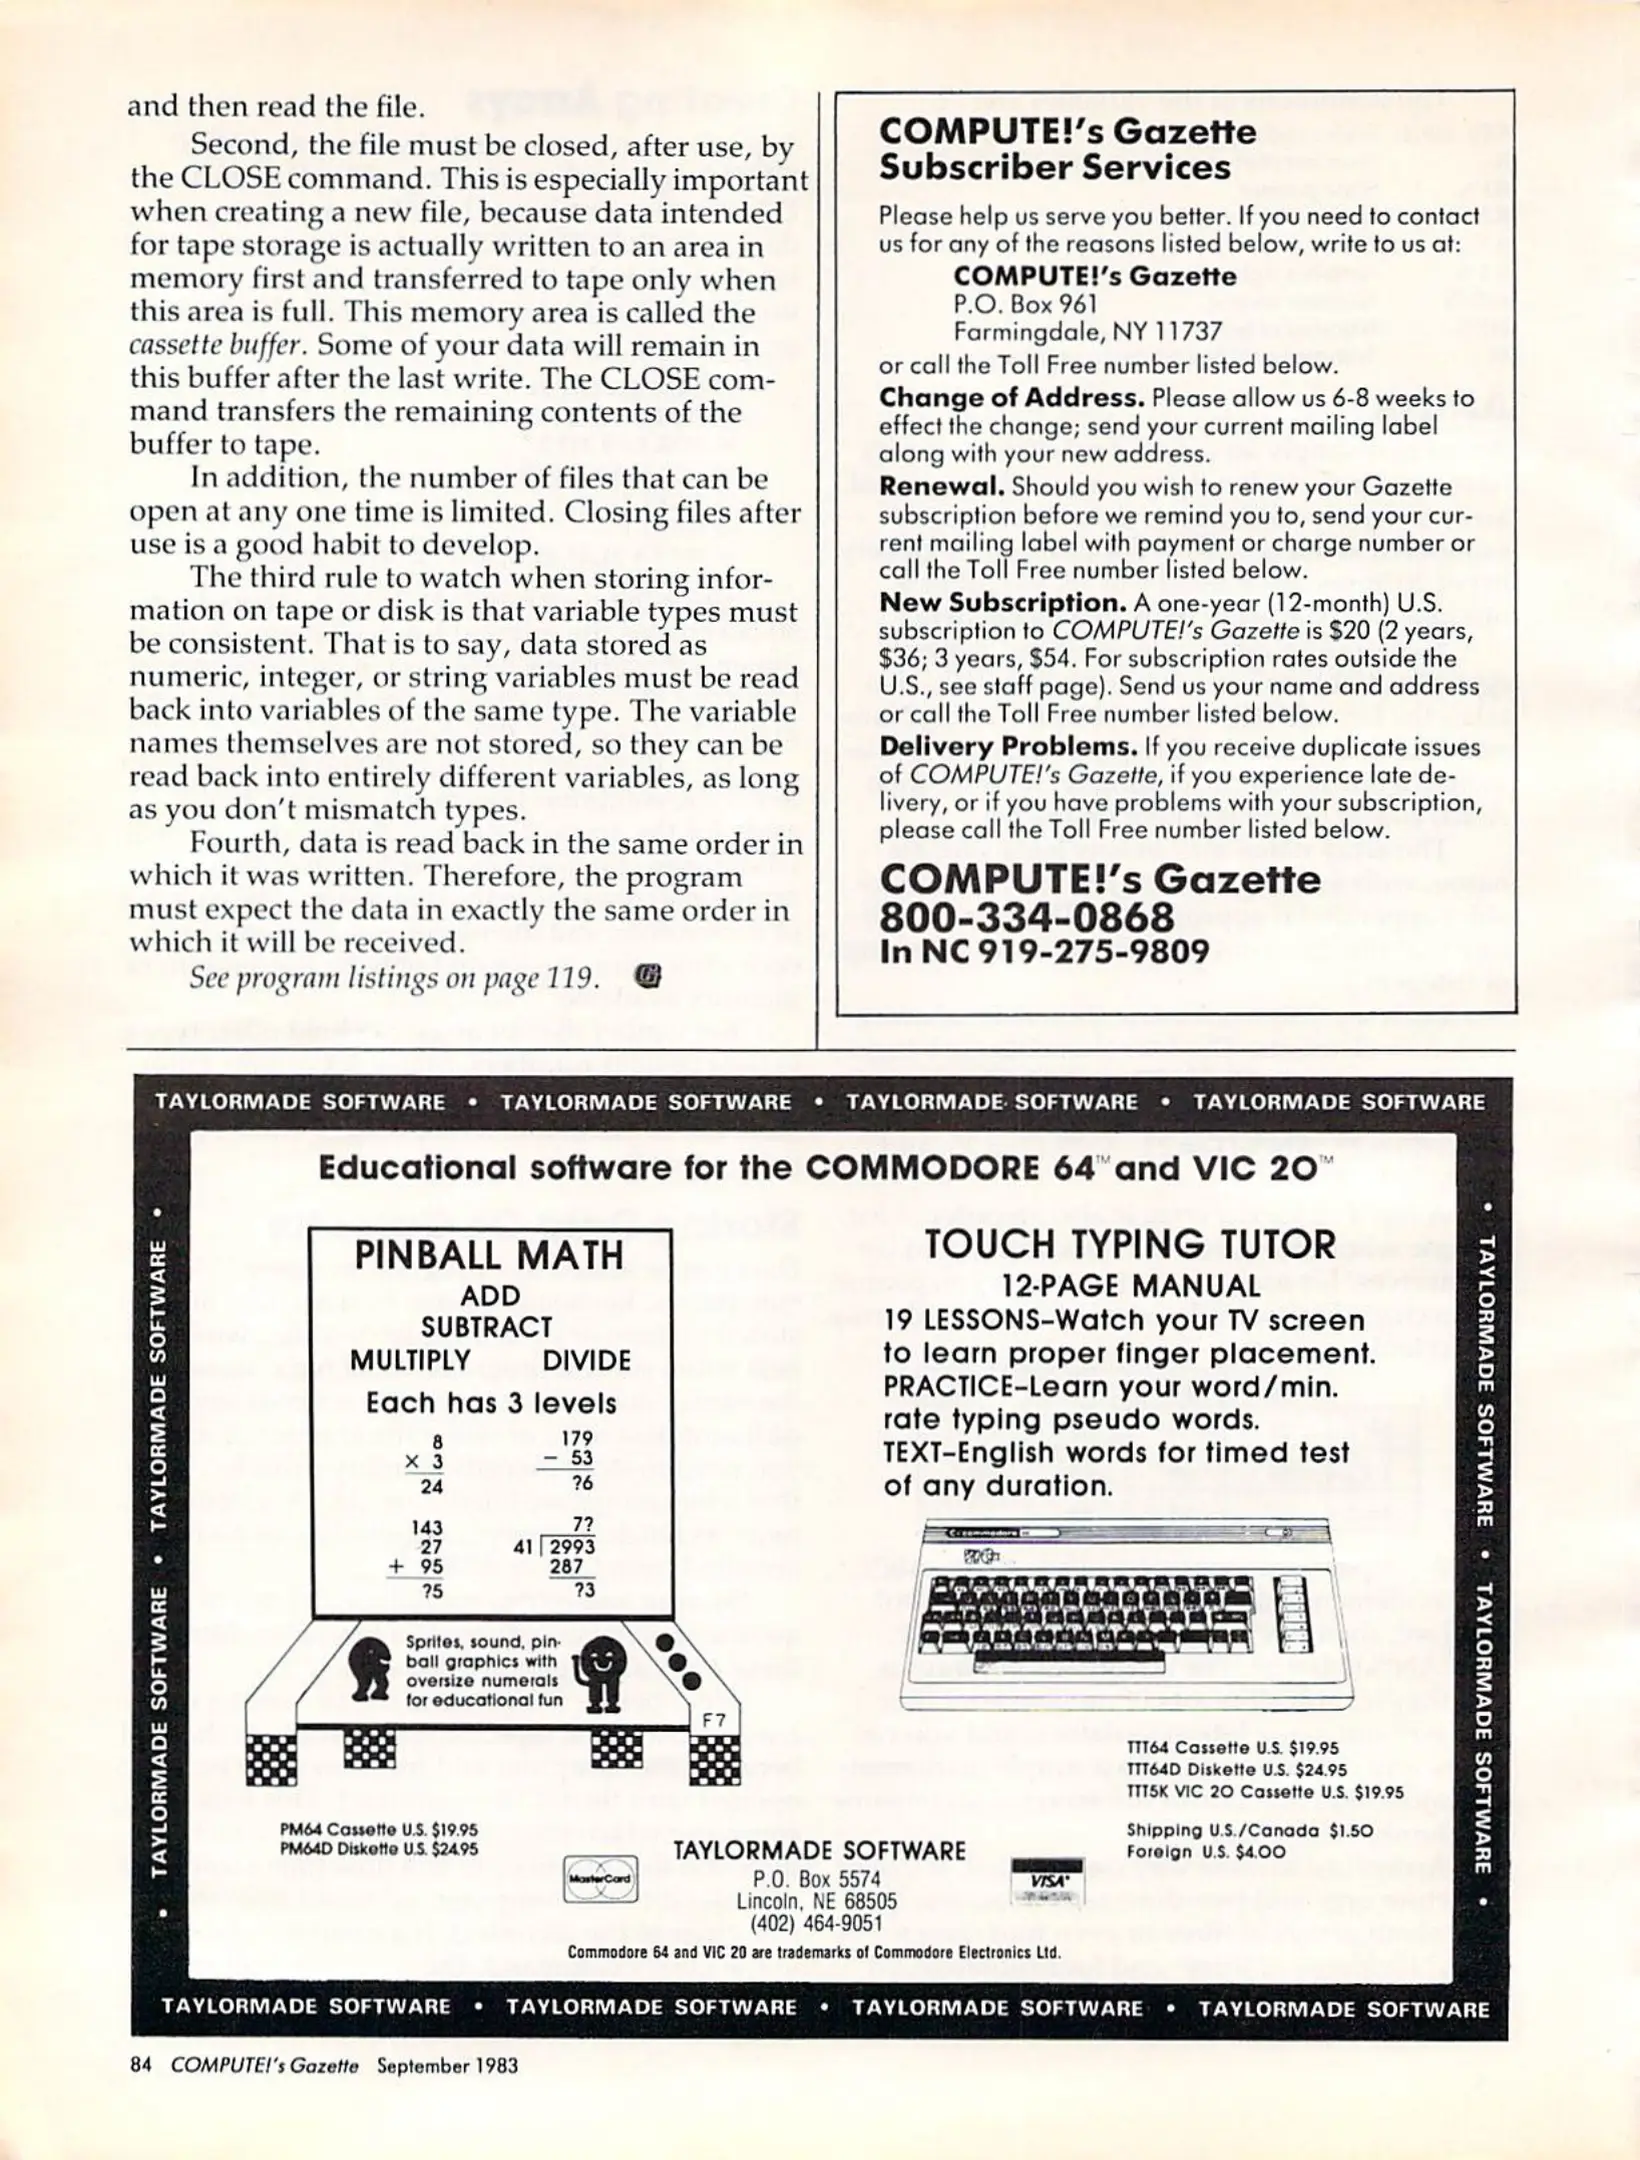 and then read the file.
Second, the file must be closed, after use, by
the CLOSE command. This is especially important
when creating a new file, because data intended
for tape storage is actually written to an area in
memory first and transferred to tape only when
this area is full. This memory area is called the
cassette buffer. Some of your data will remain in
this buffer after the last write. The CLOSE com-
mand transfers the remaining contents of the
buffer to tape.
In addition, the number of files that can be
open at any one time is limited. Closing files after
use is a good habit to develop.
The third rule to watch when storing infor-
mation on tape or disk is that variable types must
be consistent. That is to say, data stored as
numeric, integer, or string variables must be read
back into variables of the same type. The variable
names themselves are not stored, so they can be
read back into entirely different variables, as long
as you don't mismatch types.
Fourth, data is read back in the same order in
which it was written. Therefore, the program
must expect the data in exactly the same order in
which it will be received.
See program listings on page 119. G
COMPUTE!'s Gazette
Subscriber Services
Please help us serve you better. If you need to contact
us for any of the reasons listed below, write to us at:
COMPUTE!'s Gazette
P.O. Box 961
Farmingdale, NY 11737
or call the Toll Free number listed below.
Change of Address. Please allow us 6-8 weeks to
effect the change; send your current mailing label
along with your new address.
Renewal. Should you wish to renew your Gazette
subscription before we remind you to, send your cur-
rent mailing label with payment or charge number or
call the Toll Free number listed below.
New Subscription. A one-year (12-month) U.S.
subscription to COMPUTE!'s Gazette is $20 (2 years,
$36; 3 years, $54. For subscription rates outside the
U.S., see staff page). Send us your name and address
or call the Toll Free number listed below.
Delivery Problems. If you receive duplicate issues
of COMPUTE!'s Gazette, if you experience late de-
livery, or if you have problems with your subscription,
please call the Toll Free number listed below.
COMPUTE!'s Gazette
800-334-0868
In NC 919-275-9809
TAYLORMADE SOFTWARE • TAYLORMADE SOFTWARE • TAYLORMADE SOFTWARE • TAYLORMADE SOFTWARE
• TAYLORMADE SOFTWARE • TAYLORMADE SOFTWARE •
Educational software for the COMMODORE 64™ and VIC 20™
PINBALL MATH
ADD
SUBTRACT
MULTIPLY DIVIDE
Each has 3 levels
8 179
x 3 - 53
24 ?6
143 7?
27 41 2993
+ 95 287
?5 ?3
Sprites, sound, pin-
ball graphics with
oversize numerals
for educational fun
F7
PM64 Cassette U.S. $19.95
PM64D Diskette U.S. $24.95
TOUCH TYPING TUTOR
12-PAGE MANUAL
19 LESSONS-Watch your TV screen
to learn proper finger placement.
PRACTICE-Learn your word/min.
rate typing pseudo words.
TEXT-English words for timed test
of any duration.
commodore
TTT64 Cassette U.S. $19.95
TTT64D Diskette U.S. $24.95
TTT5K VIC 20 Cassette U.S. $19.95
Shipping U.S./Canada $1.50
Foreign U.S. $4.00
MasterCard
TAYLORMADE SOFTWARE
P.O. Box 5574
Lincoln, NE 68505
(402) 464-9051
VISA
Commodore 64 and VIC 20 are trademarks of Commodore Electronics Ltd.
• TAYLORMADE SOFTWARE • TAYLORMADE SOFTWARE •
TAYLORMADE SOFTWARE • TAYLORMADE SOFTWARE • TAYLORMADE SOFTWARE • TAYLORMADE SOFTWARE
84 COMPUTE!'s Gazette September 1983